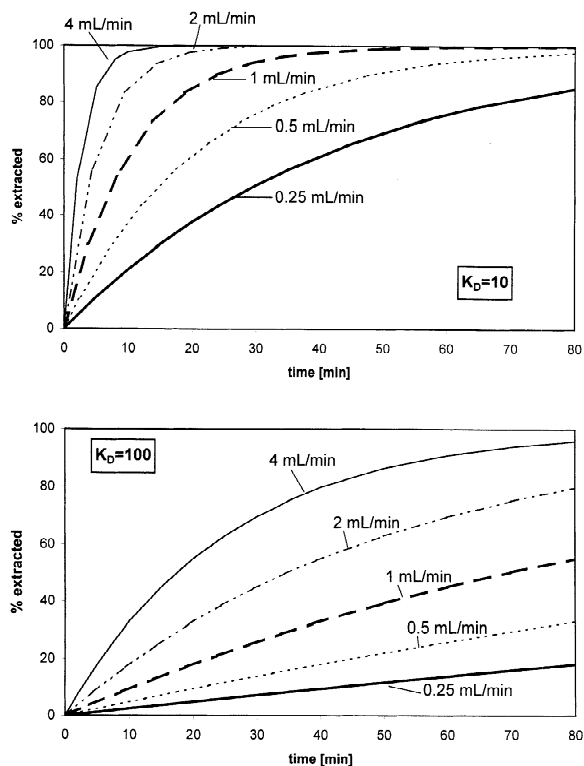 4 mL/min
2 mL/min
100
80
1 mL/min
60
0.5 mL/min
% extracted
40
0.25 mL/min
20
K_D=10
0
0 10 20 30 40 50 60 70 80
time [min]
100
K_D=100
4 mL/min
80
2 mL/min
60
1 mL/min
% extracted
40
0.5 mL/min
20
0.25 mL/min
0
0 10 20 30 40 50 60 70 80
time [min]